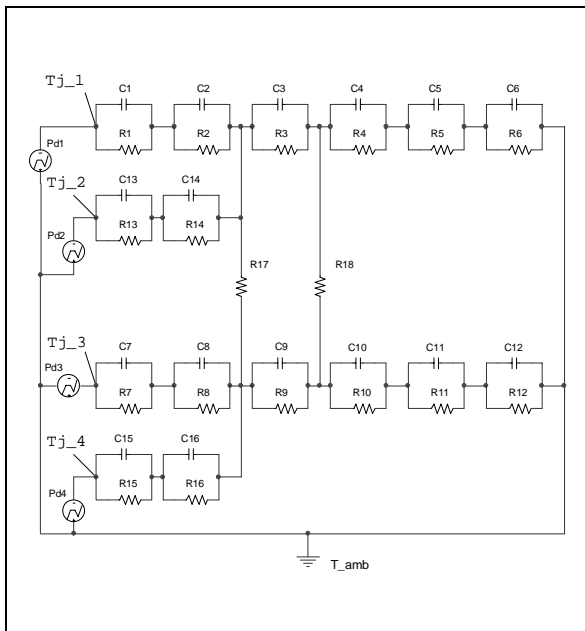 Tj_1
C1 C2 C3 C4 C5 C6
R1 R2 R3 R4 R5 R6
Pd1
Tj_2
C13 C14
R13 R14
Pd2
R17 R18
Tj_3
C7 C8 C9 C10 C11 C12
Pd3
R7 R8 R9 R10 R11 R12
Tj_4
C15 C16
R15 R16
Pd4
T_amb